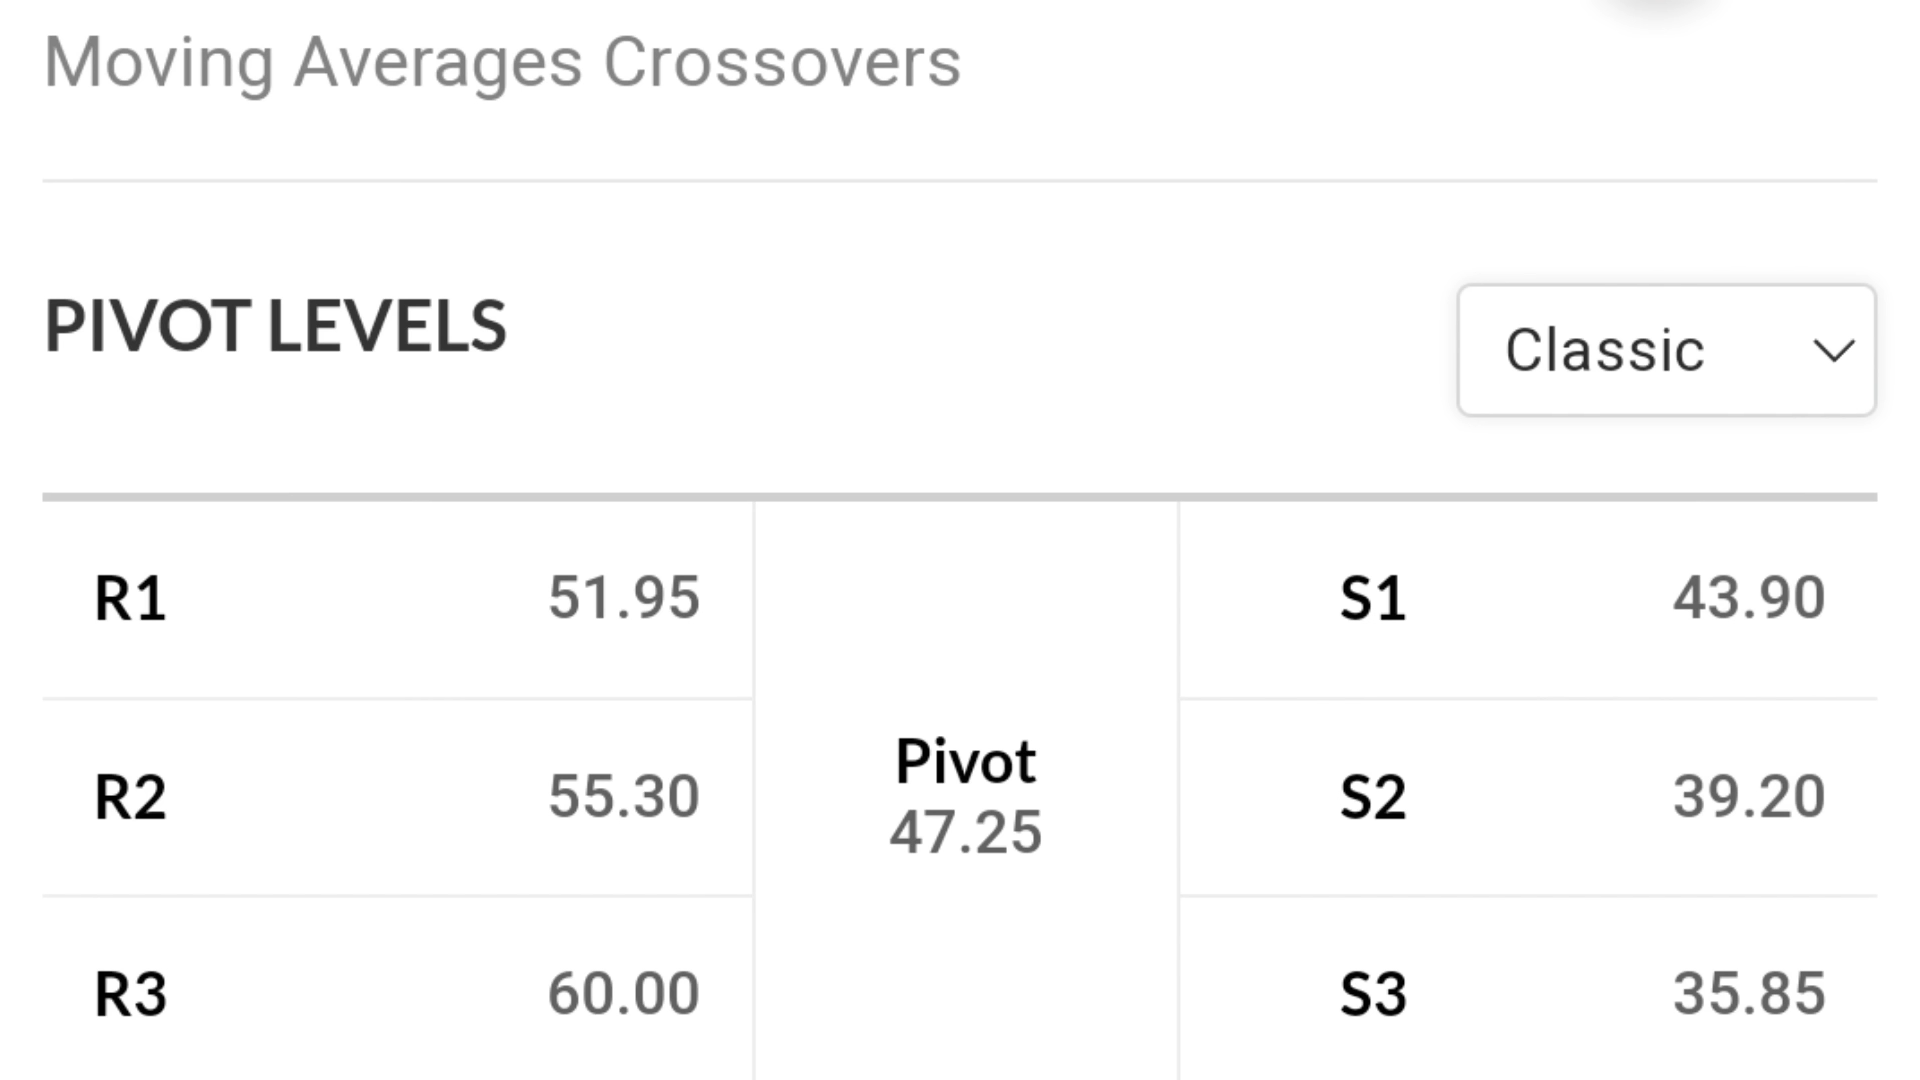 Moving Averages Crossovers
PIVOT LEVELS
Classic
R1 51.95
R2 55.30
R3 60.00
Pivot
47.25
S1 43.90
S2 39.20
S3 35.85